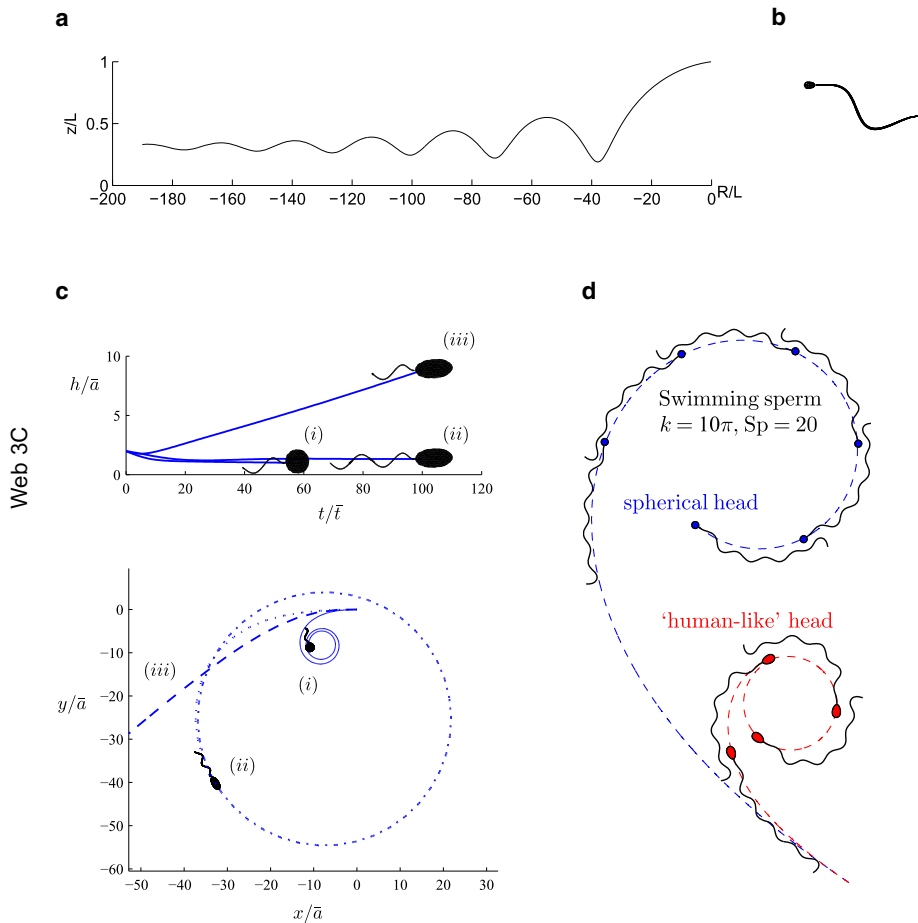 a
b
z/L
1
0.5
0
−200
−180
−160
−140
−120
−100
−80
−60
−40
−20
0
R/L
c
d
Web 3C
h/ā
10
5
0
(iii)
(i)
(ii)
0
20
40
60
80
100
120
t/t̄
Swimming sperm
k = 10π, Sp = 20
spherical head
'human-like' head
y/ā
0
−10
−20
−30
−40
−50
−60
(iii)
(i)
(ii)
−50
−40
−30
−20
−10
0
10
20
30
x/ā